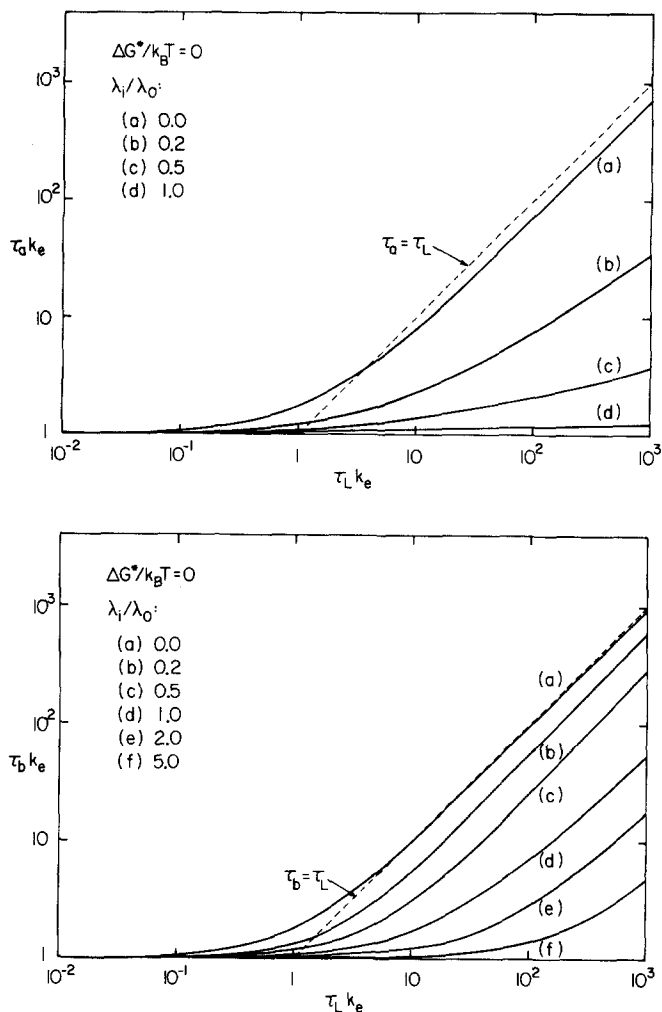 ΔG*/k_BT=0
λ_i/λ_0:
(a) 0.0
(b) 0.2
(c) 0.5
(d) 1.0
10^3
10^2
τ_a k_e
10
1
τ_a = τ_L
(a)
(b)
(c)
(d)
10^-2 10^-1 1 10 10^2 10^3
τ_L k_e
ΔG*/k_BT=0
λ_i/λ_0:
(a) 0.0
(b) 0.2
(c) 0.5
(d) 1.0
(e) 2.0
(f) 5.0
10^3
10^2
τ_b k_e
10
1
τ_b = τ_L
(a)
(b)
(c)
(d)
(e)
(f)
10^-2 10^-1 1 10 10^2 10^3
τ_L k_e